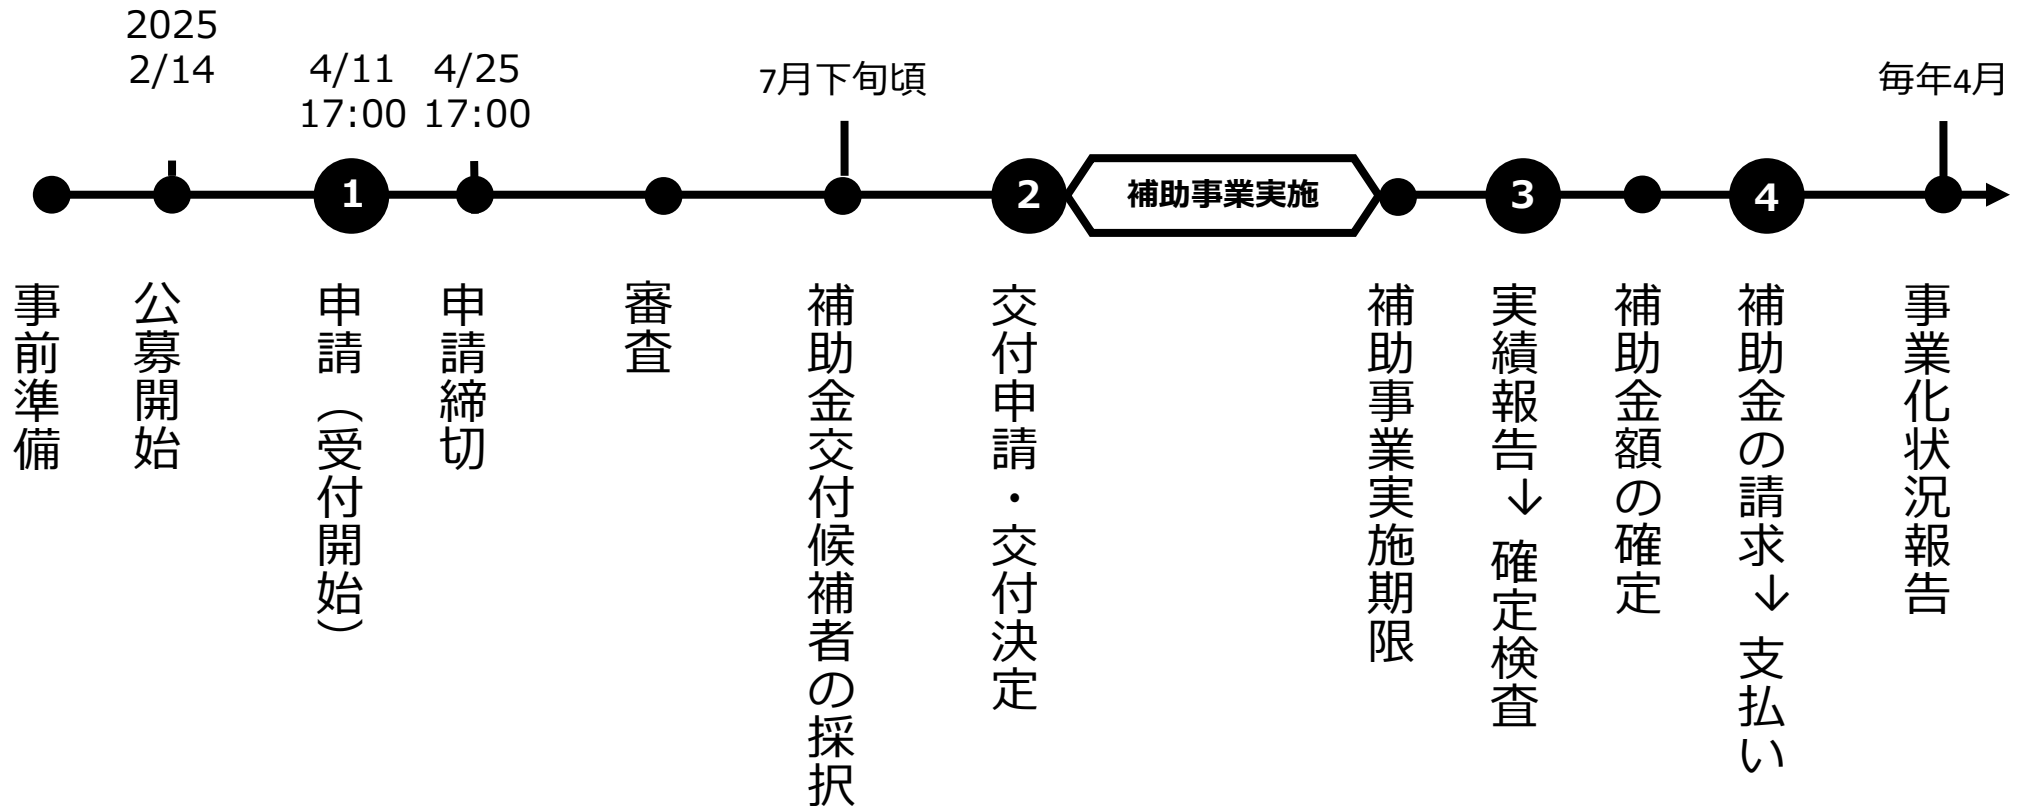 2025
2/14
4/11
17:00
4/25
17:00
7月下旬頃
毎年4月
1
2
補助事業実施
3
4
事前準備
公募開始
申請（受付開始）
申請締切
審査
補助金交付候補者の採択
交付申請・交付決定
補助事業実施期限
実績報告→確定検査
補助金額の確定
補助金の請求→支払い
事業化状況報告